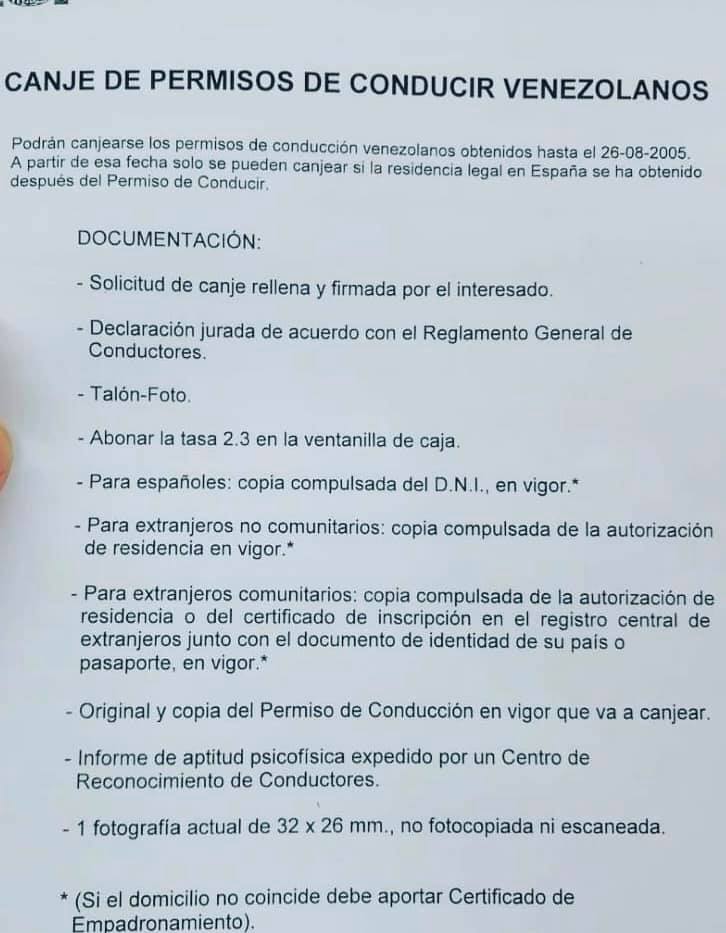 CANJE DE PERMISOS DE CONDUCIR VENEZOLANOS
Podrán canjearse los permisos de conducción venezolanos obtenidos hasta el 26-08-2005.
A partir de esa fecha solo se pueden canjear si la residencia legal en España se ha obtenido
después del Permiso de Conducir.
DOCUMENTACIÓN:
- Solicitud de canje rellena y firmada por el interesado.
- Declaración jurada de acuerdo con el Reglamento General de
Conductores.
- Talón-Foto.
- Abonar la tasa 2.3 en la ventanilla de caja.
- Para españoles: copia compulsada del D.N.I., en vigor.*
- Para extranjeros no comunitarios: copia compulsada de la autorización
de residencia en vigor.*
- Para extranjeros comunitarios: copia compulsada de la autorización de
residencia o del certificado de inscripción en el registro central de
extranjeros junto con el documento de identidad de su país o
pasaporte, en vigor.*
- Original y copia del Permiso de Conducción en vigor que va a canjear.
- Informe de aptitud psicofísica expedido por un Centro de
Reconocimiento de Conductores.
- 1 fotografía actual de 32 x 26 mm., no fotocopiada ni escaneada.
* (Si el domicilio no coincide debe aportar Certificado de
Empadronamiento).